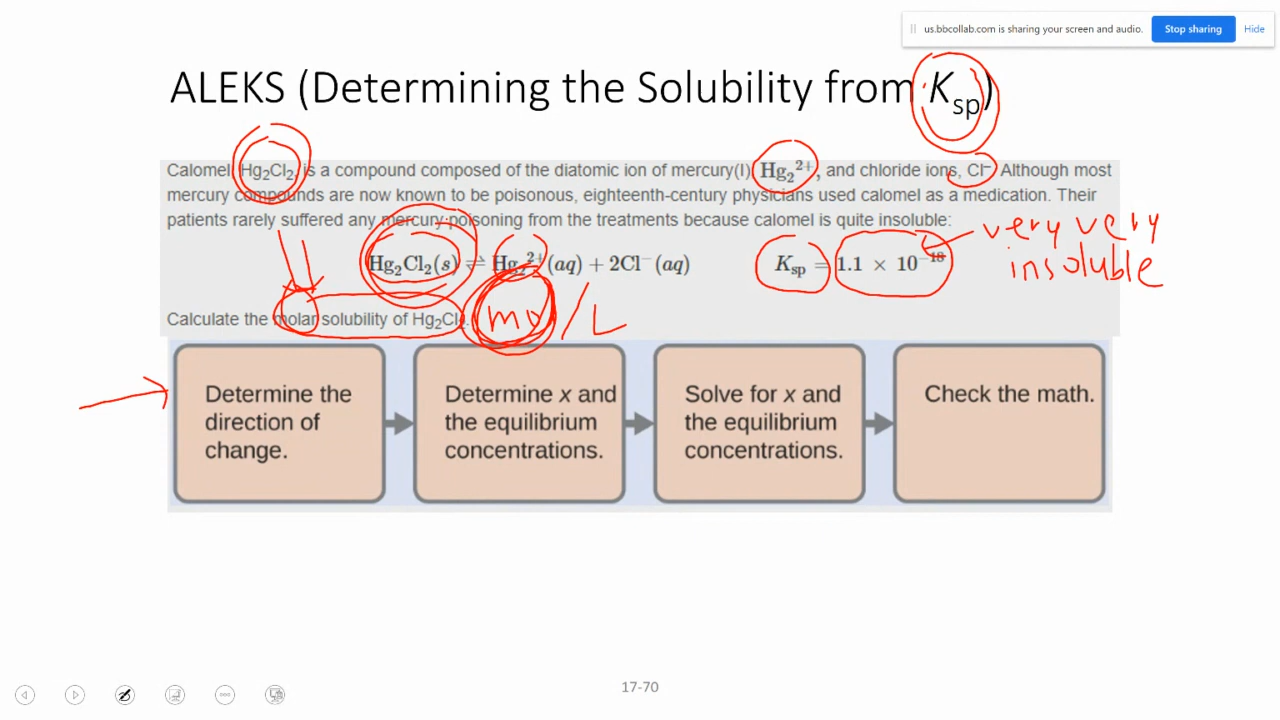 us.bbcollab.com is sharing your screen and audio. Stop sharing Hide
ALEKS (Determining the Solubility from Ksp)
Calomel, Hg₂Cl₂, is a compound composed of the diatomic ion of mercury(I), Hg₂²⁺, and chloride ions, Cl⁻. Although most
mercury compounds are now known to be poisonous, eighteenth-century physicians used calomel as a medication. Their
patients rarely suffered any mercury poisoning from the treatments because calomel is quite insoluble:
very very
insoluble
Hg₂Cl₂(s) ⇌ Hg₂²⁺(aq) + 2Cl⁻(aq) Ksp = 1.1 × 10⁻¹⁸
Calculate the molar solubility of Hg₂Cl₂.
mol / L
Determine the
direction of
change.
Determine x and
the equilibrium
concentrations.
Solve for x and
the equilibrium
concentrations.
Check the math.
17-70